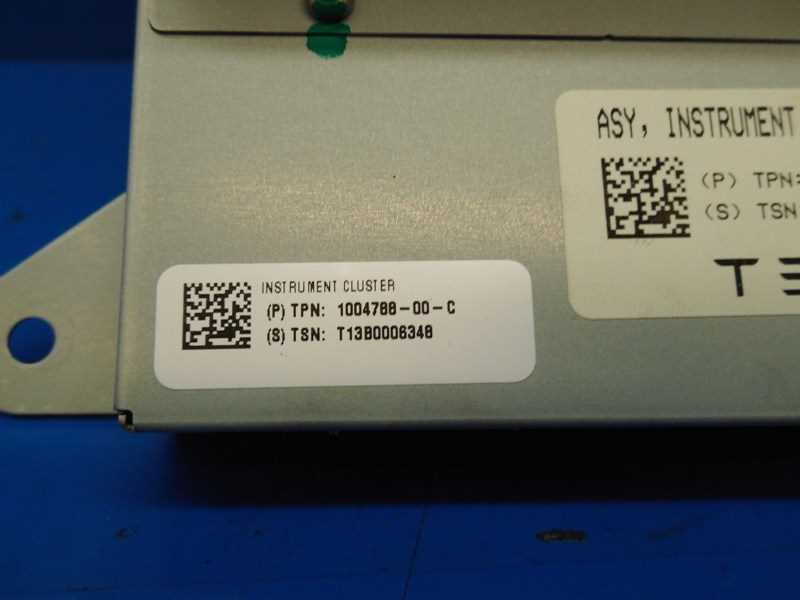 ASY, INSTRUMENT
(P) TPN:
(S) TSN
INSTRUMENT CLUSTER
(P) TPN: 1004788-00-C
(S) TSN: T13B0006348